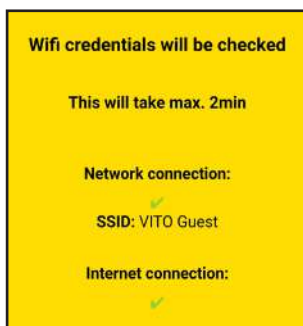 Wifi credentials will be checked
This will take max. 2min
Network connection:
✔
SSID: VITO Guest
Internet connection:
✔